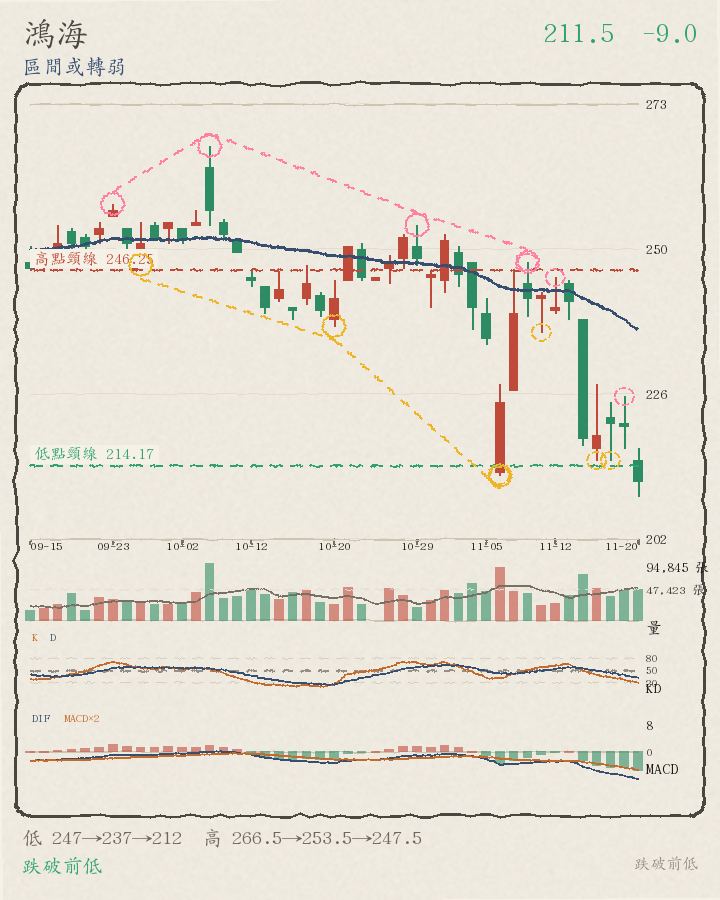 鴻海
211.5 -9.0
區間或轉弱
273
250
高點頸線 246.25
226
低點頸線 214.17
202
09-15 09-23 10-02 10-12 10-20 10-29 11-05 11-12 11-20
94,845 張
47,423 張
量
K D
80
50
20
KD
DIF MACD×2
8
0
MACD
低 247→237→212 高 266.5→253.5→247.5
跌破前低
跌破前低